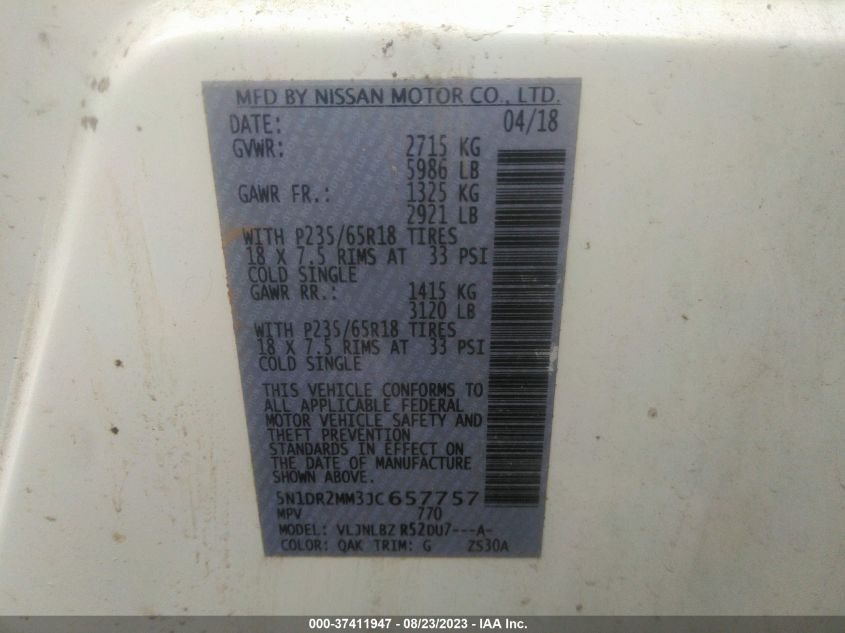 MFD BY NISSAN MOTOR CO., LTD.
DATE: 04/18
GVWR: 2715 KG
5986 LB
GAWR FR.: 1325 KG
2921 LB
WITH P235/65R18 TIRES
18 X 7.5 RIMS AT 33 PSI
COLD SINGLE
GAWR RR.: 1415 KG
3120 LB
WITH P235/65R18 TIRES
18 X 7.5 RIMS AT 33 PSI
COLD SINGLE
THIS VEHICLE CONFORMS TO
ALL APPLICABLE FEDERAL
MOTOR VEHICLE SAFETY AND
THEFT PREVENTION
STANDARDS IN EFFECT ON
THE DATE OF MANUFACTURE
SHOWN ABOVE.
5N1DR2MM3JC657757
MPV 770
MODEL: VLJNLBZ R52DU7---A-
COLOR: QAK TRIM: G ZS30A
000-37411947 - 08/23/2023 - IAA Inc.